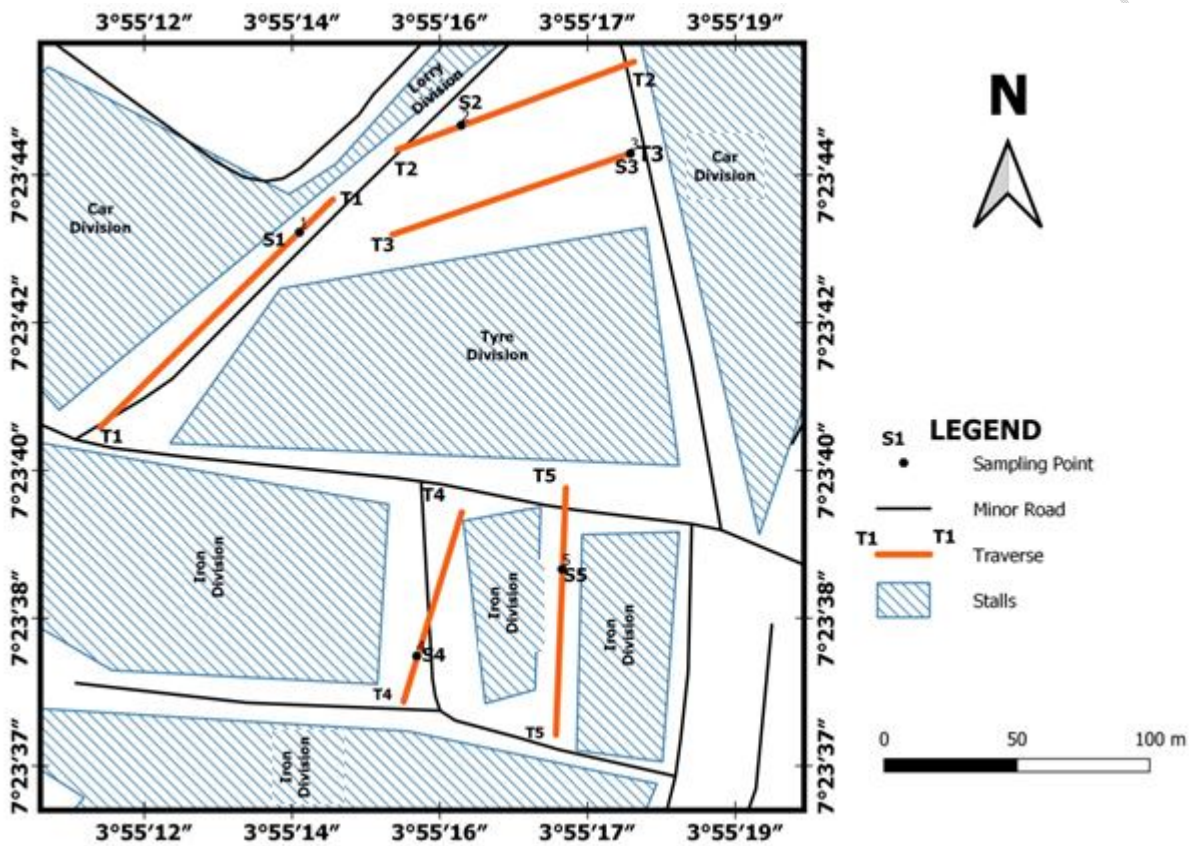 3°55′12″ 3°55′14″ 3°55′16″ 3°55′17″ 3°55′19″
7°23′44″
7°23′42″
7°23′40″
7°23′38″
7°23′37″
Lorry
Division
T2
S2
2
T2
3
T3
S3
Car
Division
7°23′44″
T1
1
S1
Car
Division
T3
7°23′42″
Tyre
Division
T1
7°23′40″
T5
T4
Iron
Division
Iron
Division
5
S5
Iron
Division
7°23′38″
S4
T4
T5
Iron
Division
7°23′37″
3°55′12″ 3°55′14″ 3°55′16″ 3°55′17″ 3°55′19″
N
LEGEND
S1
Sampling Point
Minor Road
T1 T1
Traverse
Stalls
0 50 100 m